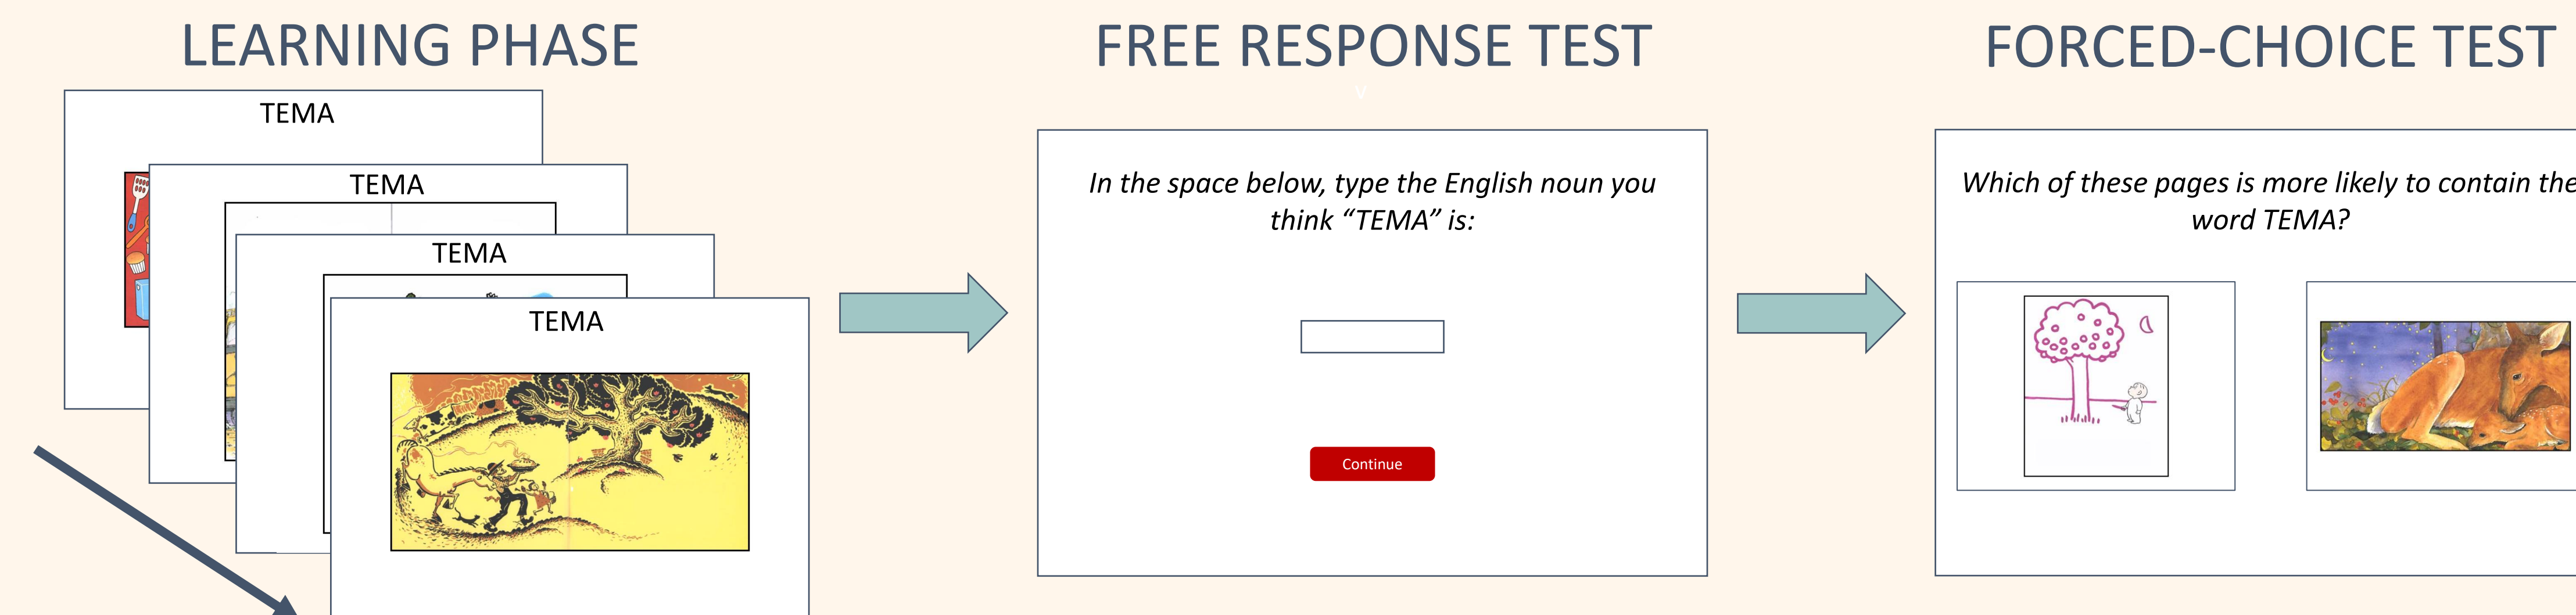 LEARNING PHASE
TEMA
TEMA
TEMA
TEMA
FREE RESPONSE TEST
V
In the space below, type the English noun you
think “TEMA” is:
Continue
FORCED-CHOICE TEST
Which of these pages is more likely to contain the
word TEMA?